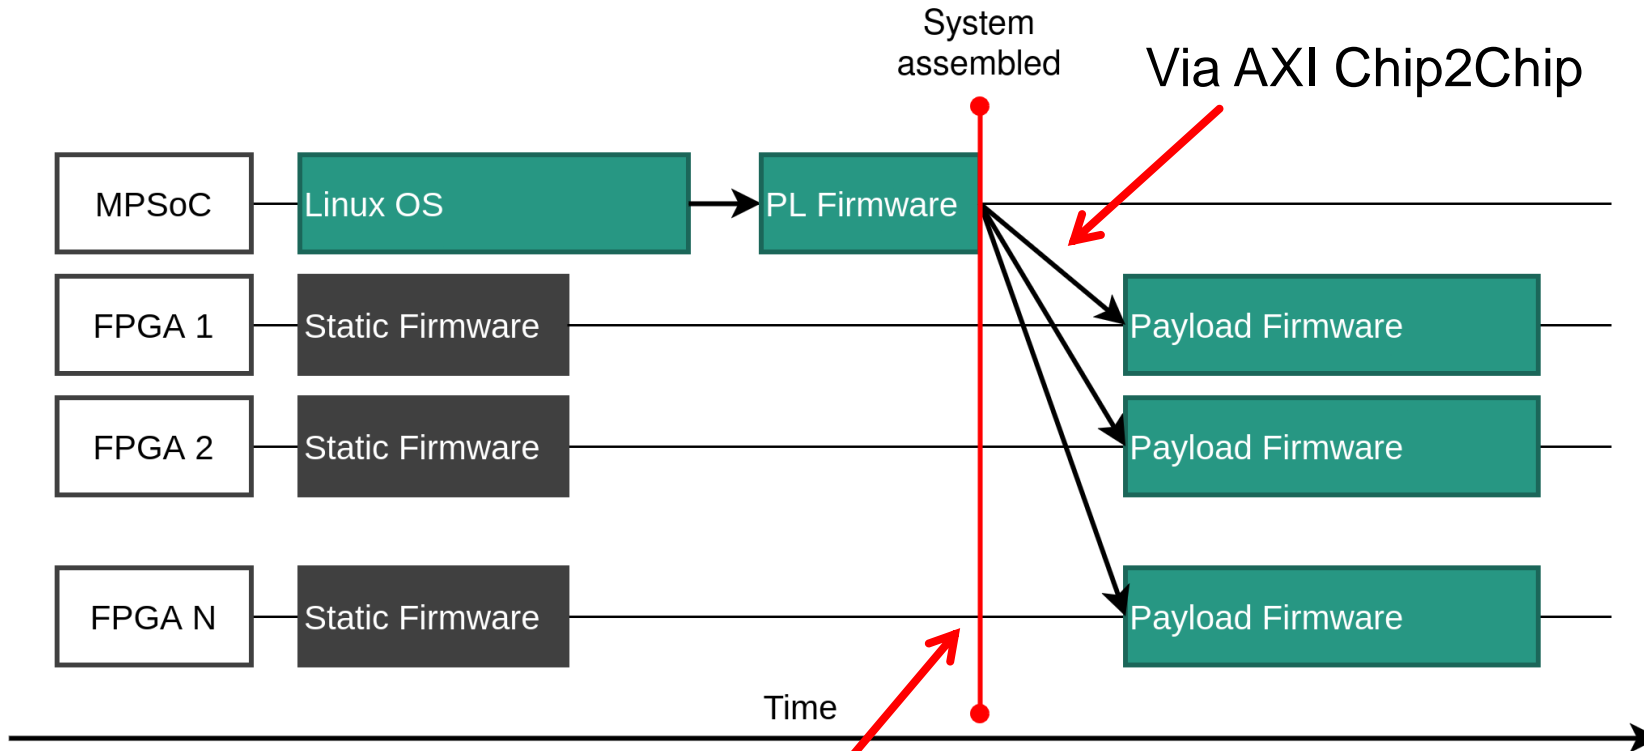 System
assembled
Via AXI Chip2Chip
MPSoC
Linux OS
PL Firmware
FPGA 1
Static Firmware
Payload Firmware
FPGA 2
Static Firmware
Payload Firmware
FPGA N
Static Firmware
Payload Firmware
Time